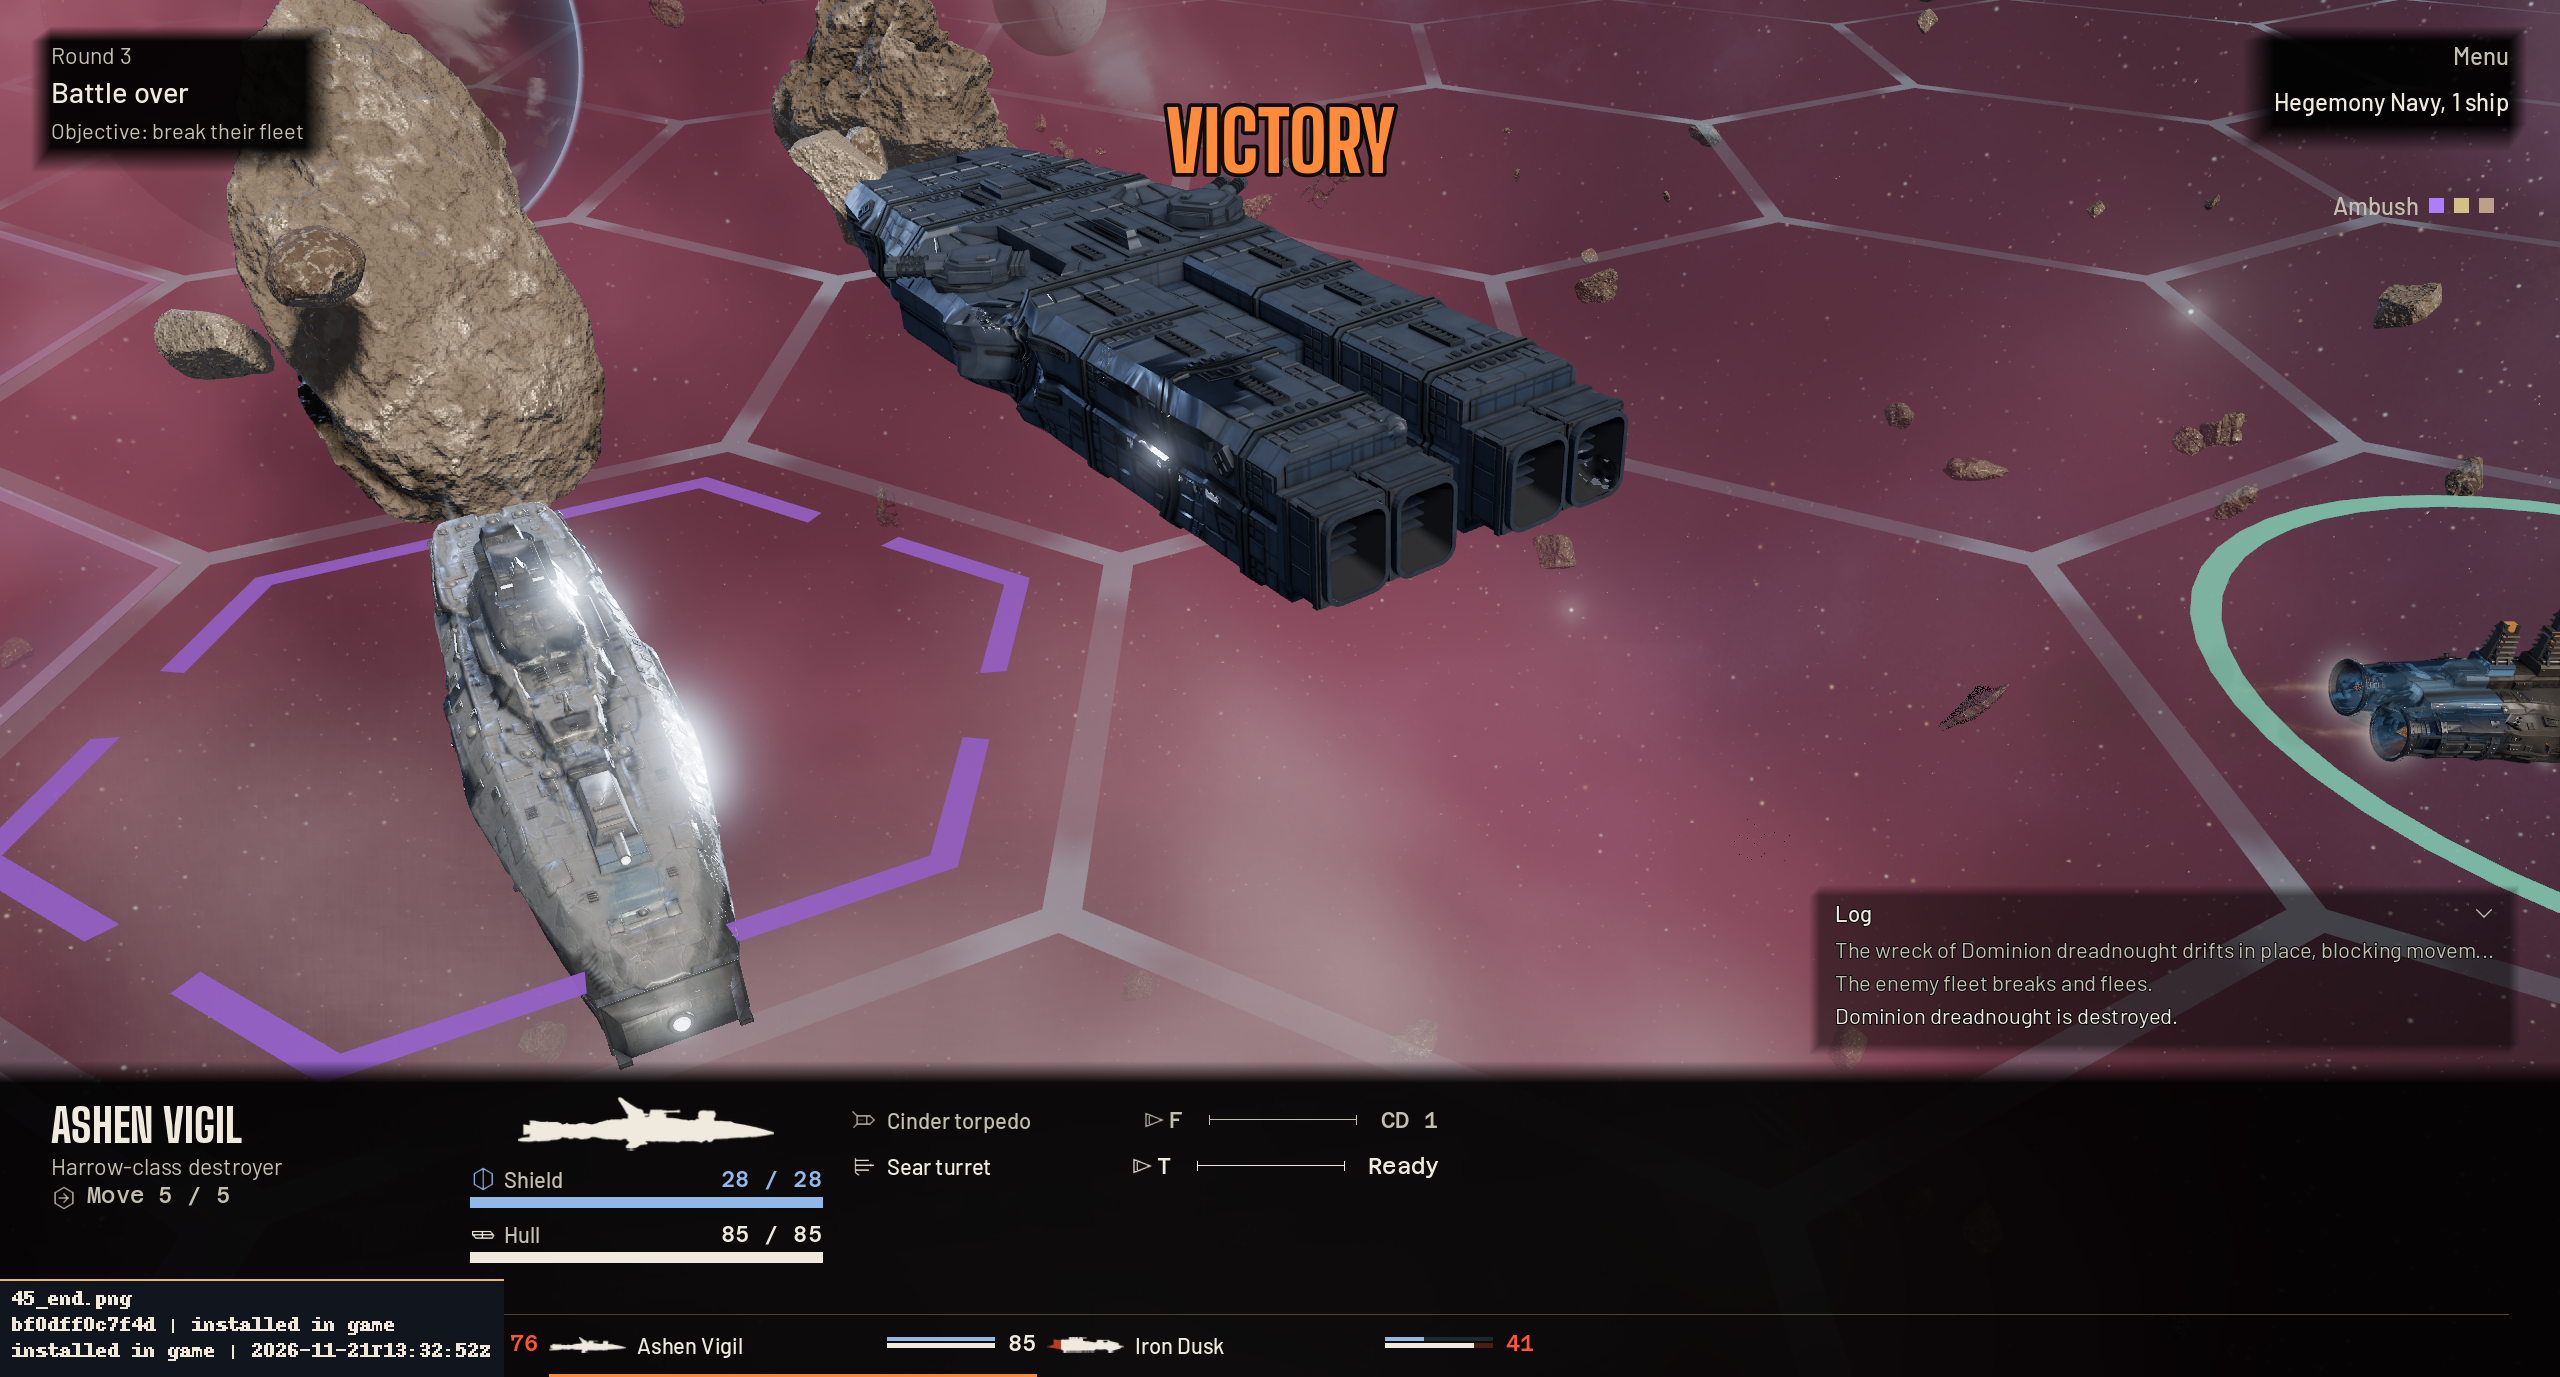 Round 3
Battle over
Objective: break their fleet
VICTORY
Menu
Hegemony Navy, 1 ship
Ambush
Log
The wreck of Dominion dreadnought drifts in place, blocking movem...
The enemy fleet breaks and flees.
Dominion dreadnought is destroyed.
ASHEN VIGIL
Harrow-class destroyer
Move 5 / 5
Shield 28 / 28
Hull 85 / 85
Cinder torpedo F CD 1
Sear turret T Ready
45_end.png
bf0dff0c7f4d | installed in game
installed in game | 2026-11-21T13:32:52Z
76 Ashen Vigil 85 Iron Dusk 41